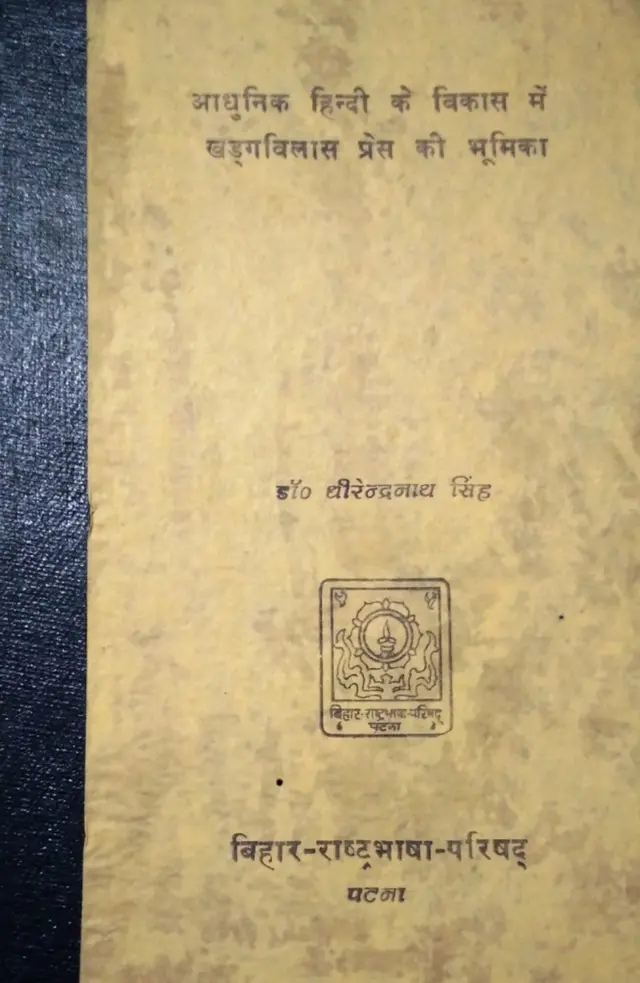 आधुनिक हिन्दी के विकास में
खड्गविलास प्रेस की भूमिका
डॉ० धीरेन्द्रनाथ सिंह
बिहार-राष्ट्रभाषा-परिषद्
पटना
बिहार-राष्ट्रभाषा-परिषद्
पटना